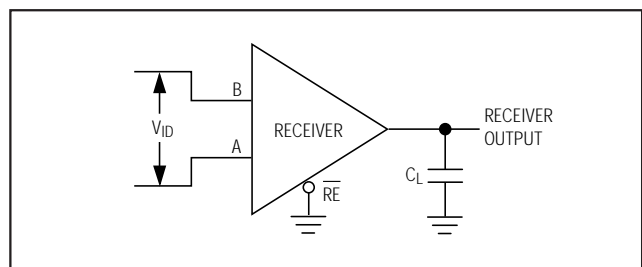 B
V_ID
A
RECEIVER
RE̅
RECEIVER
OUTPUT
C_L